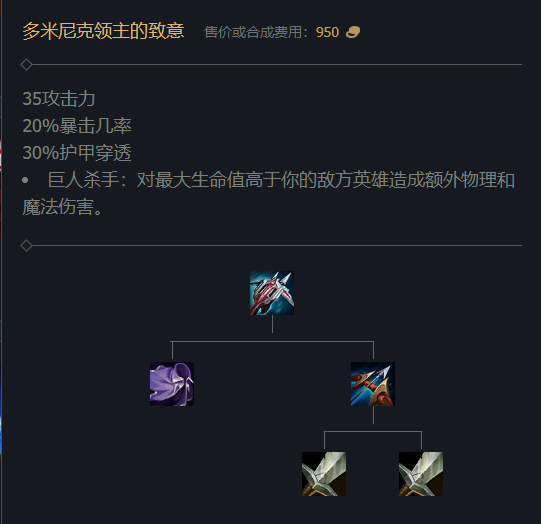 多米尼克领主的致意 售价或合成费用：950
35攻击力
20%暴击几率
30%护甲穿透
• 巨人杀手：对最大生命值高于你的敌方英雄造成额外物理和
魔法伤害。